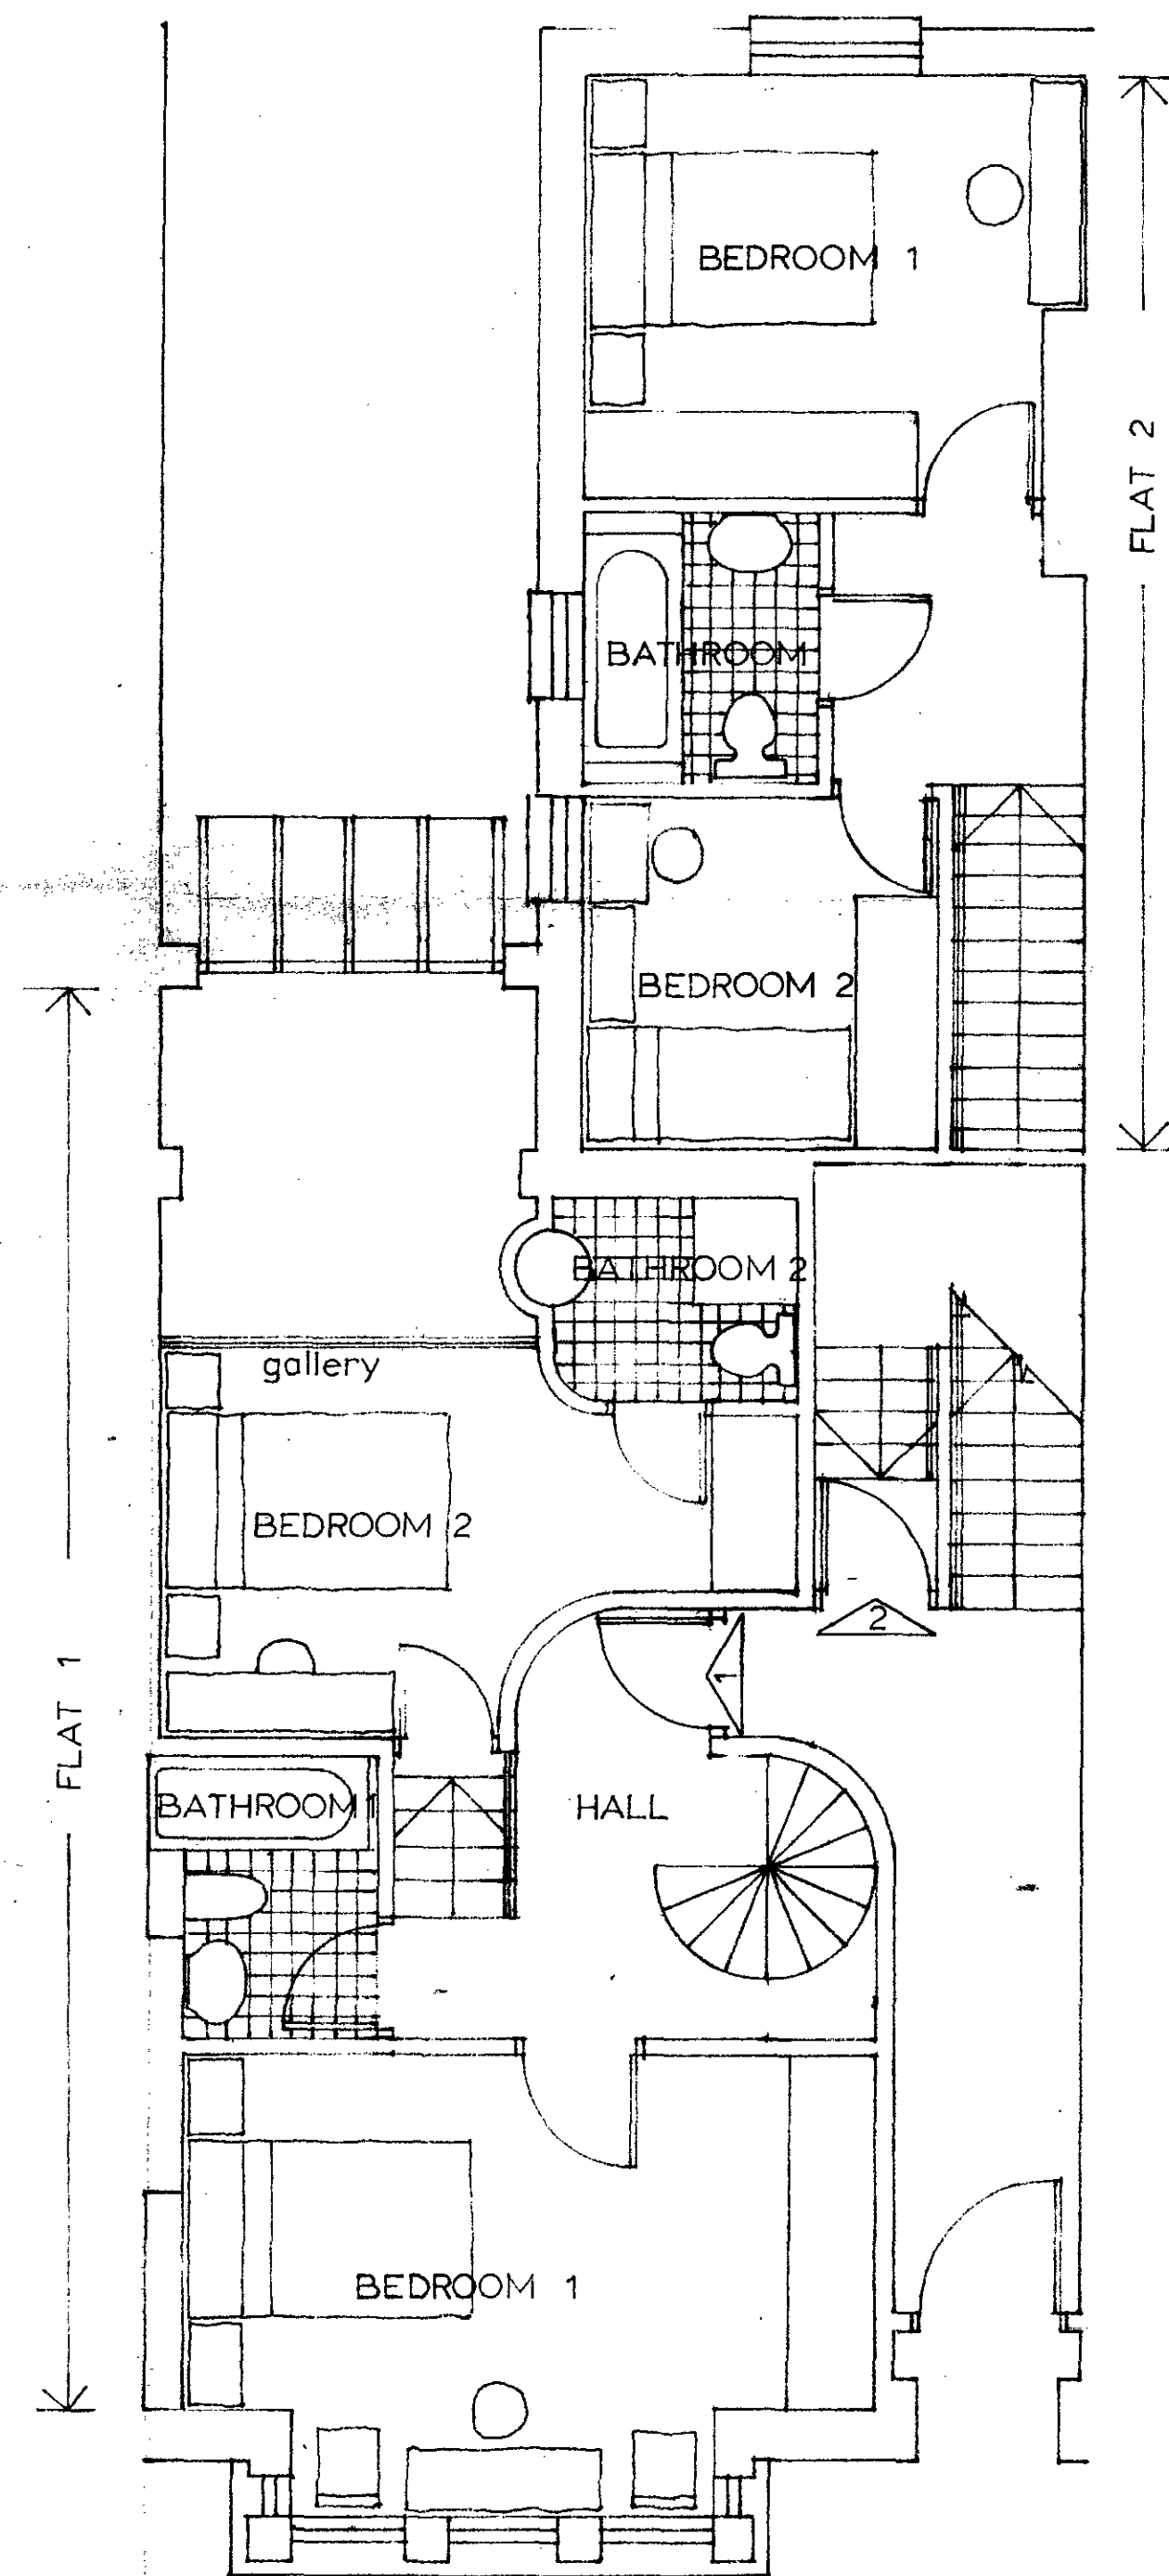 BEDROOM 1
FLAT 2
BATHROOM
BEDROOM 2
BATHROOM 2
gallery
BEDROOM 2
2
1
FLAT 1
BATHROOM 1
HALL
BEDROOM 1